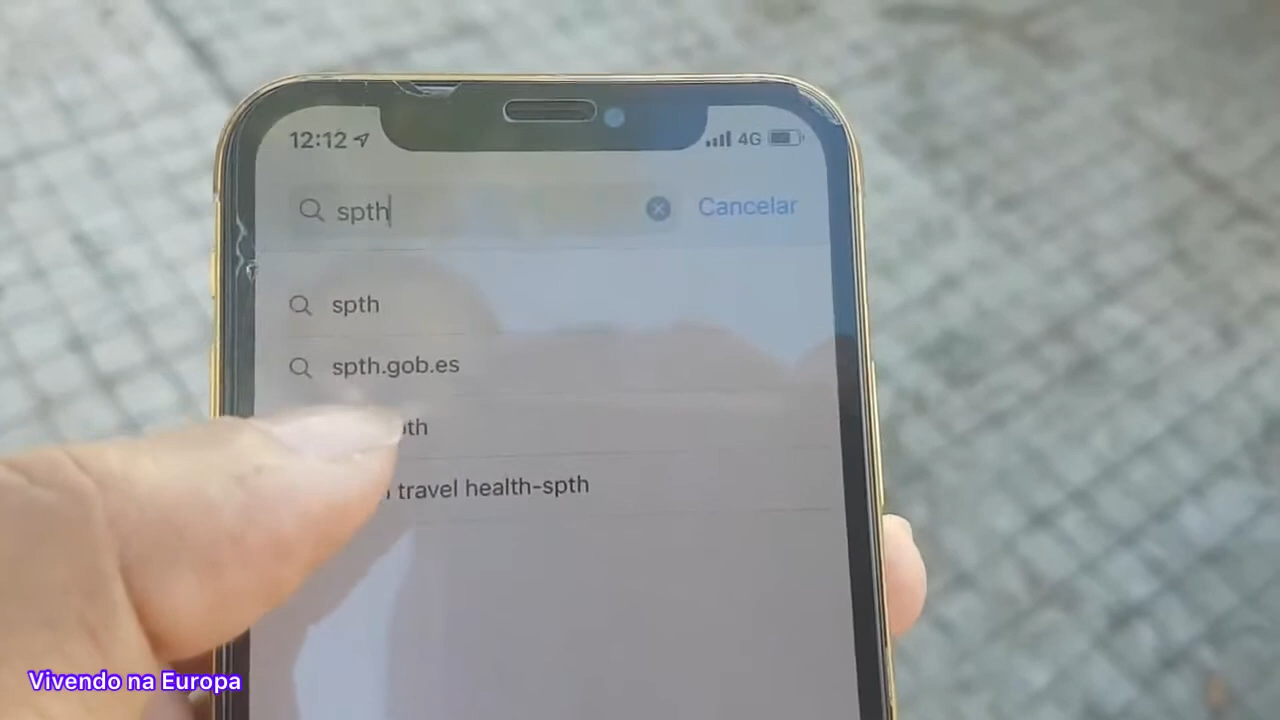 12:12 4G
spth Cancelar
spth
spth.gob.es
travel health-spth
Vivendo na Europa